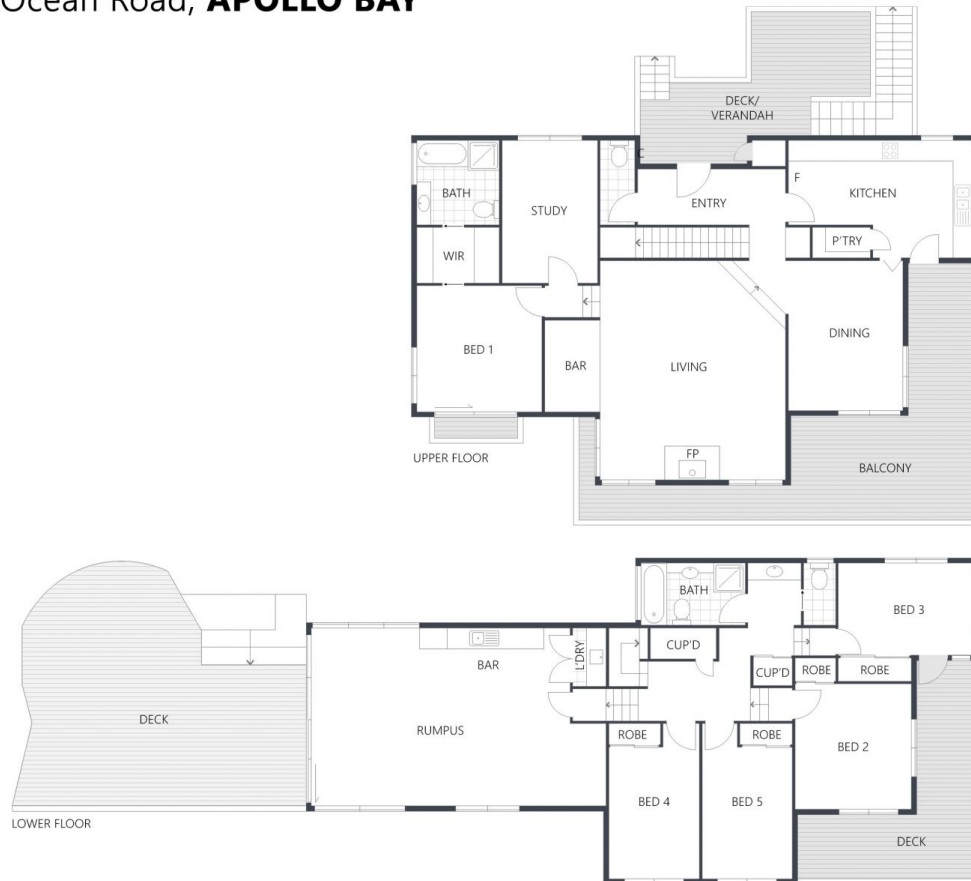 Ocean Road, APOLLO BAY
DECK/
VERANDAH
BATH
STUDY
ENTRY
F
KITCHEN
WIR
P'TRY
BED 1
BAR
LIVING
DINING
FP
UPPER FLOOR
BALCONY
BATH
BED 3
CUP'D
L'DRY
BAR
CUP'D
ROBE
ROBE
DECK
RUMPUS
ROBE
ROBE
BED 2
BED 4
BED 5
LOWER FLOOR
DECK